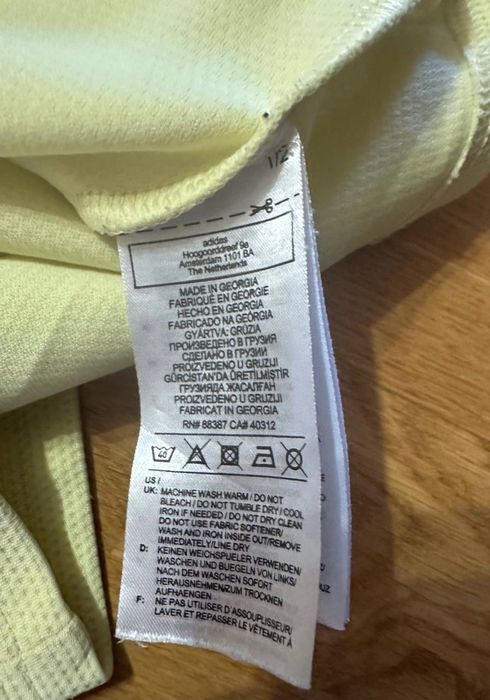 1/2
adidas
Hoogoorddreef 9a
Amsterdam 1101 BA
The Netherlands
MADE IN GEORGIA
FABRIQUÉ EN GEORGIE
HECHO EN GEORGIA
FABRICADO NA GEORGIA
GYÁRTVA: GRÚZIA
ПРОИЗВЕДЕНО В ГРУЗИЯ
СДЕЛАНО В ГРУЗИИ
PROIZVEDENO U GRUZIJI
GÜRCİSTAN'DA ÜRETİLMİŞTİR
ГРУЗИЯДА ЖАСАЛҒАН
PROIZVEDENO U GRUZIJI
FABRICAT IN GEORGIA
RN# 88387 CA# 40312
40
US /
UK: MACHINE WASH WARM / DO NOT
BLEACH / DO NOT TUMBLE DRY / COOL
IRON IF NEEDED / DO NOT DRY CLEAN
DO NOT USE FABRIC SOFTENER/
WASH AND IRON INSIDE OUT/REMOVE
IMMEDIATELY/LINE DRY
D: KEINEN WEICHSPUELER VERWENDEN/
WASCHEN UND BUEGELN VON LINKS/
NACH DEM WASCHEN SOFORT
HERAUSNEHMEN/ZUM TROCKNEN
AUFHAENGEN
F: NE PAS UTILISER D'ASSOUPLISSEUR/
LAVER ET REPASSER LE VÊTEMENT À